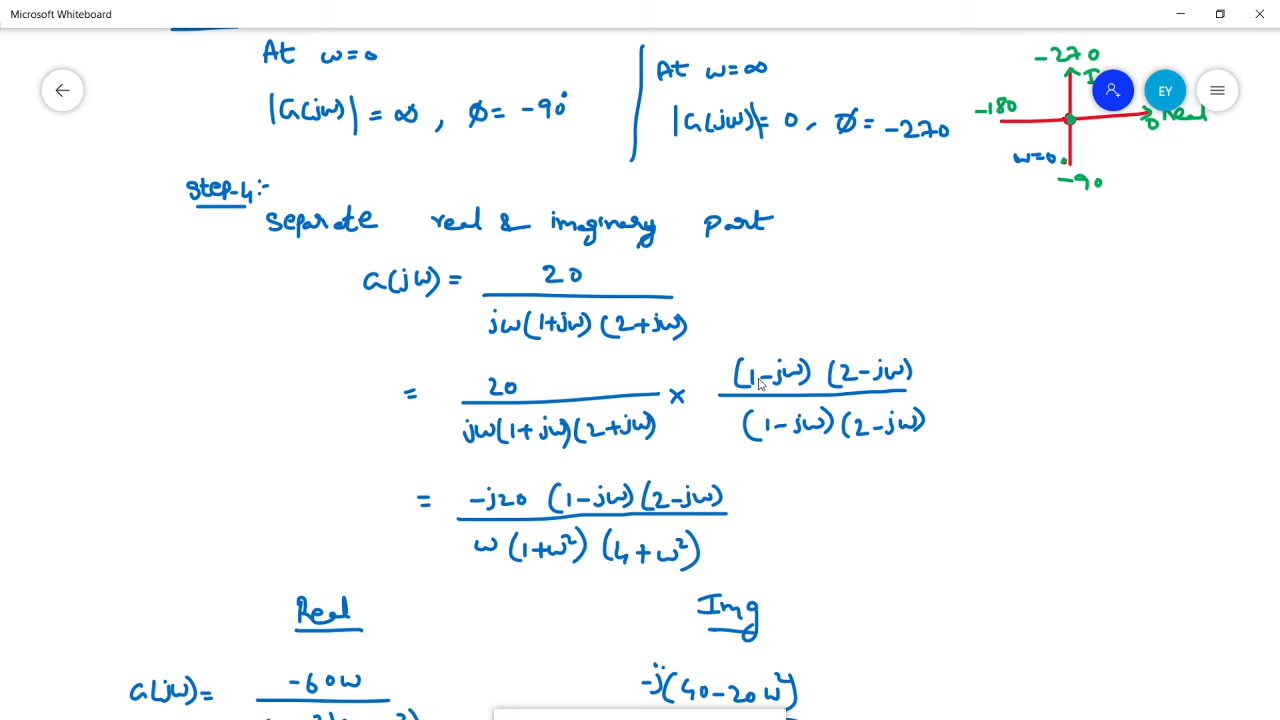 Microsoft Whiteboard
At ω=0
|G(jω)| = ∞ , ø= -90°
At ω=∞
|G(jω)|= 0 , ø= -270
-270
I
EY
-180
0 Real
ω=0
-90
Step-4:-
Separate real & imaginary part
G(jω)= 20
jω(1+jω)(2+jω)
= 20 × (1-jω)(2-jω)
jω(1+jω)(2+jω) (1-jω)(2-jω)
= -j20 (1-jω)(2-jω)
ω(1+ω²)(4+ω²)
Real Img
G(jω)= -60ω -j(40-20ω²)